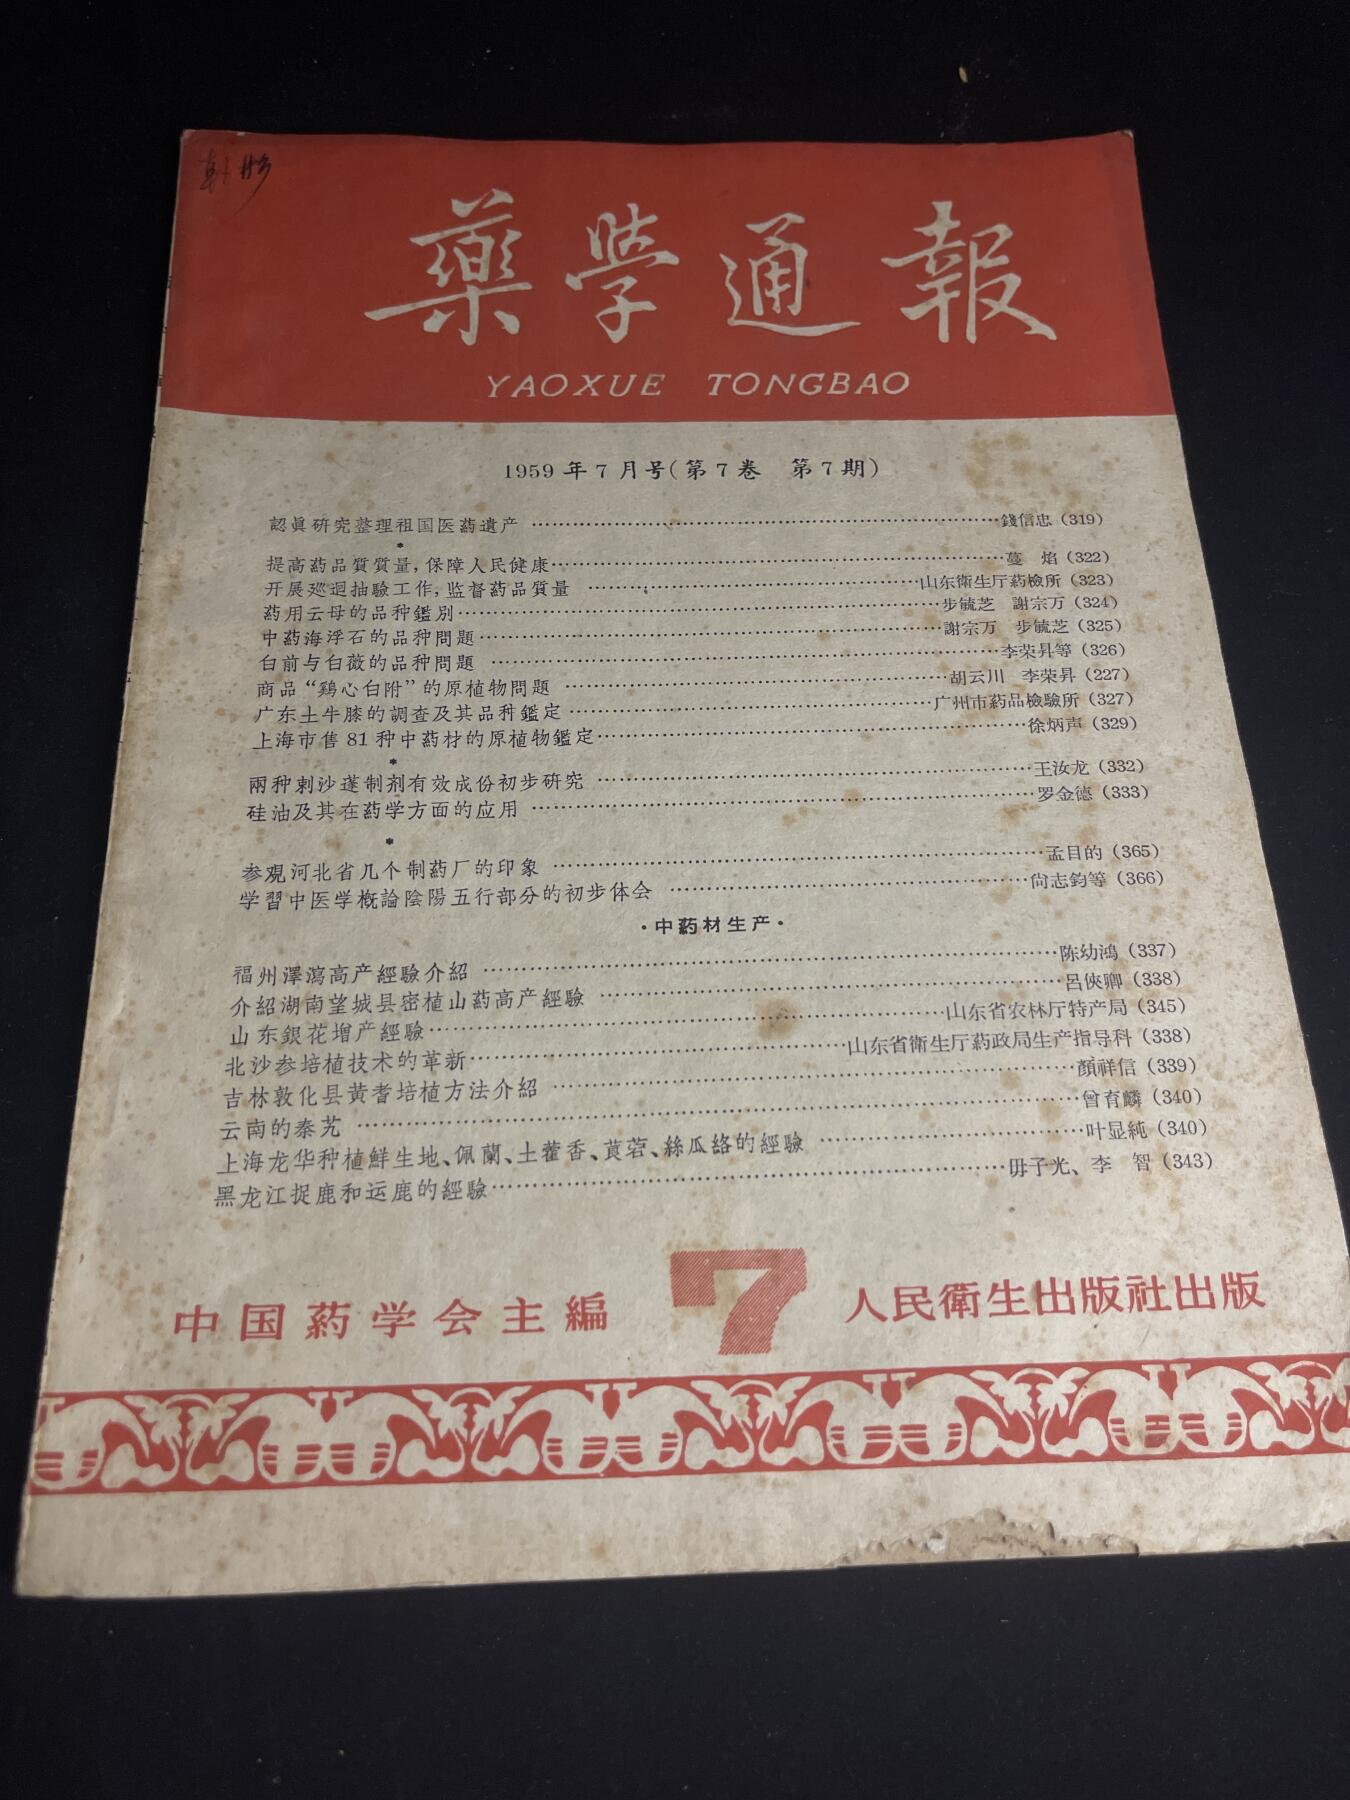 藥学通報
YAOXUE TONGBAO
1959年7月号(第7卷 第7期)
認眞研究整理祖国医葯遺产……錢信忠(319)
*
提高葯品質質量,保障人民健康……蔓 焰(322)
开展巡迴抽驗工作,监督葯品質量……山东衛生厅葯檢所(323)
葯用云母的品种鑑別……步毓芝 謝宗万(324)
中葯海浮石的品种問題……謝宗万 步毓芝(325)
白前与白薇的品种問題……李荣昇等(326)
商品“鷄心白附”的原植物問題……胡云川 李荣昇(227)
广东土牛膝的調查及其品种鑑定……广州市葯品檢驗所(327)
上海市售81种中葯材的原植物鑑定……徐炳声(329)
*
兩种刺沙蓬制剂有效成份初步研究……王汝龙(332)
硅油及其在葯学方面的应用……罗金德(333)
*
参观河北省几个制葯厂的印象……孟目的(365)
学習中医学概論陰陽五行部分的初步体会……尙志鈞等(366)
·中葯材生产·
福州澤瀉高产經驗介紹……陈幼鴻(337)
介紹湖南望城县密植山葯高产經驗……呂俠卿(338)
山东銀花增产經驗……山东省农林厅特产局(345)
北沙参培植技术的革新……山东省衛生厅葯政局生产指导科(338)
吉林敦化县黄耆培植方法介紹……顏祥信(339)
云南的秦艽……曾育麟(340)
上海龙华种植鮮生地、佩蘭、土藿香、莨菪、絲瓜絡的經驗……叶显純(340)
黑龙江捉鹿和运鹿的經驗……毋子光、李 智(343)
中国葯学会主編
7
人民衛生出版社出版